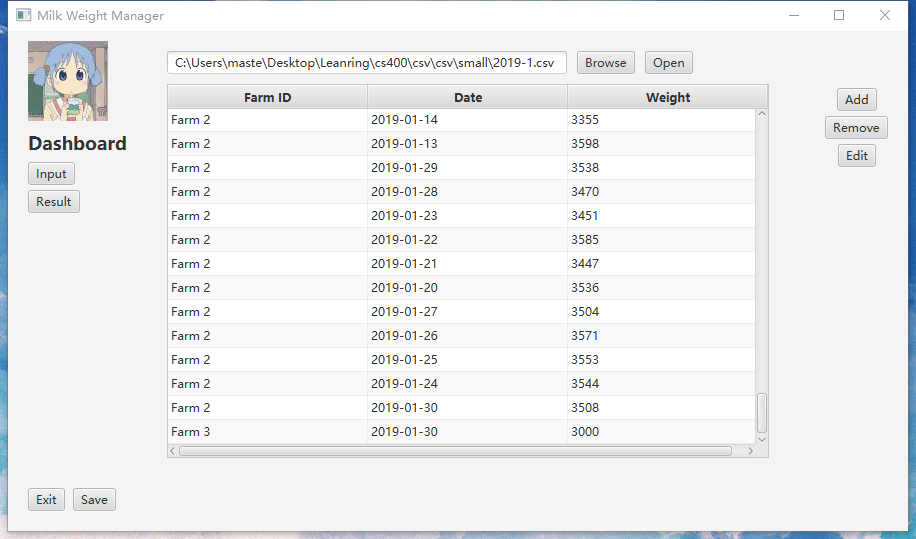 Milk Weight Manager
C:\Users\maste\Desktop\Leanring\cs400\csv\csv\small\2019-1.csv Browse Open
Farm ID Date Weight
Farm 2 2019-01-14 3355
Farm 2 2019-01-13 3598
Farm 2 2019-01-29 3538
Farm 2 2019-01-28 3470
Farm 2 2019-01-23 3451
Farm 2 2019-01-22 3585
Farm 2 2019-01-21 3447
Farm 2 2019-01-20 3536
Farm 2 2019-01-27 3504
Farm 2 2019-01-26 3571
Farm 2 2019-01-25 3553
Farm 2 2019-01-24 3544
Farm 2 2019-01-30 3508
Farm 3 2019-01-30 3000
Add
Remove
Edit
Dashboard
Input
Result
Exit Save